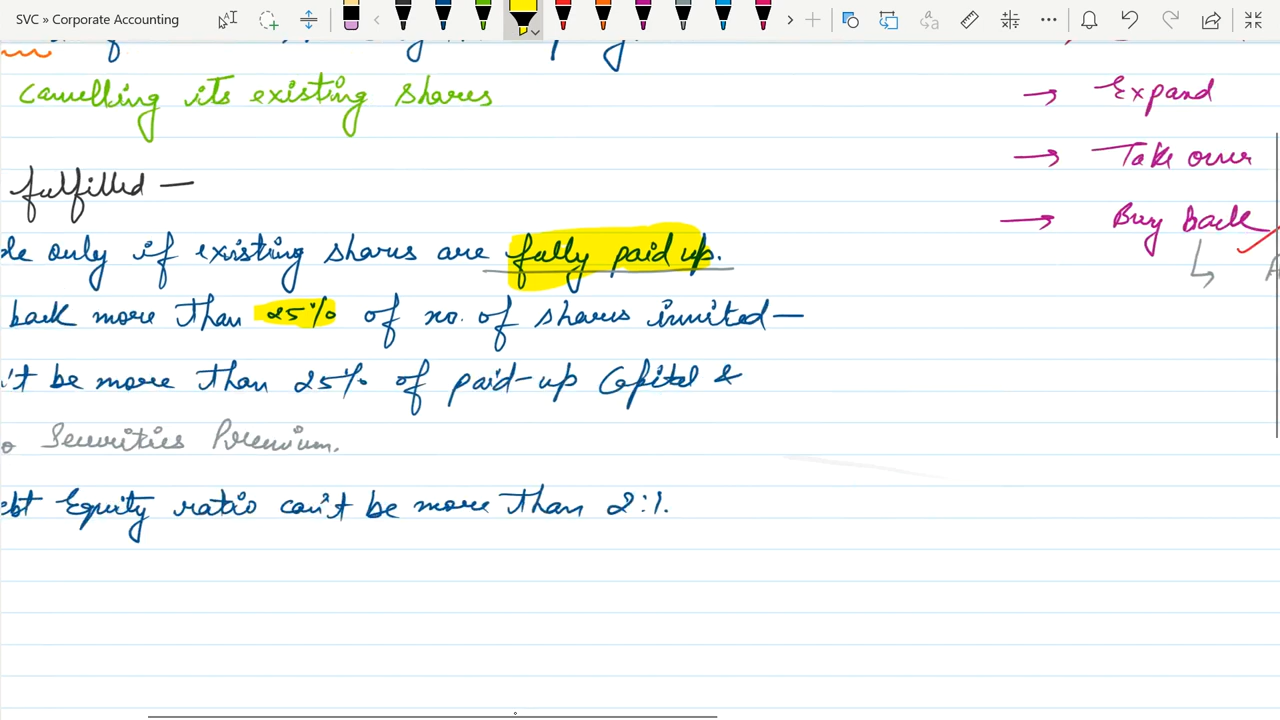 SVC » Corporate Accounting
Cancelling its existing shares
fulfilled —
only if existing shares are fully paid up.
back more than 25% of no. of shares invited —
't be more than 25% of paid-up Capital &
Securities Premium.
ebt Equity ratio can't be more than 2:1.
→ Expand
→ Take over
→ Buy back